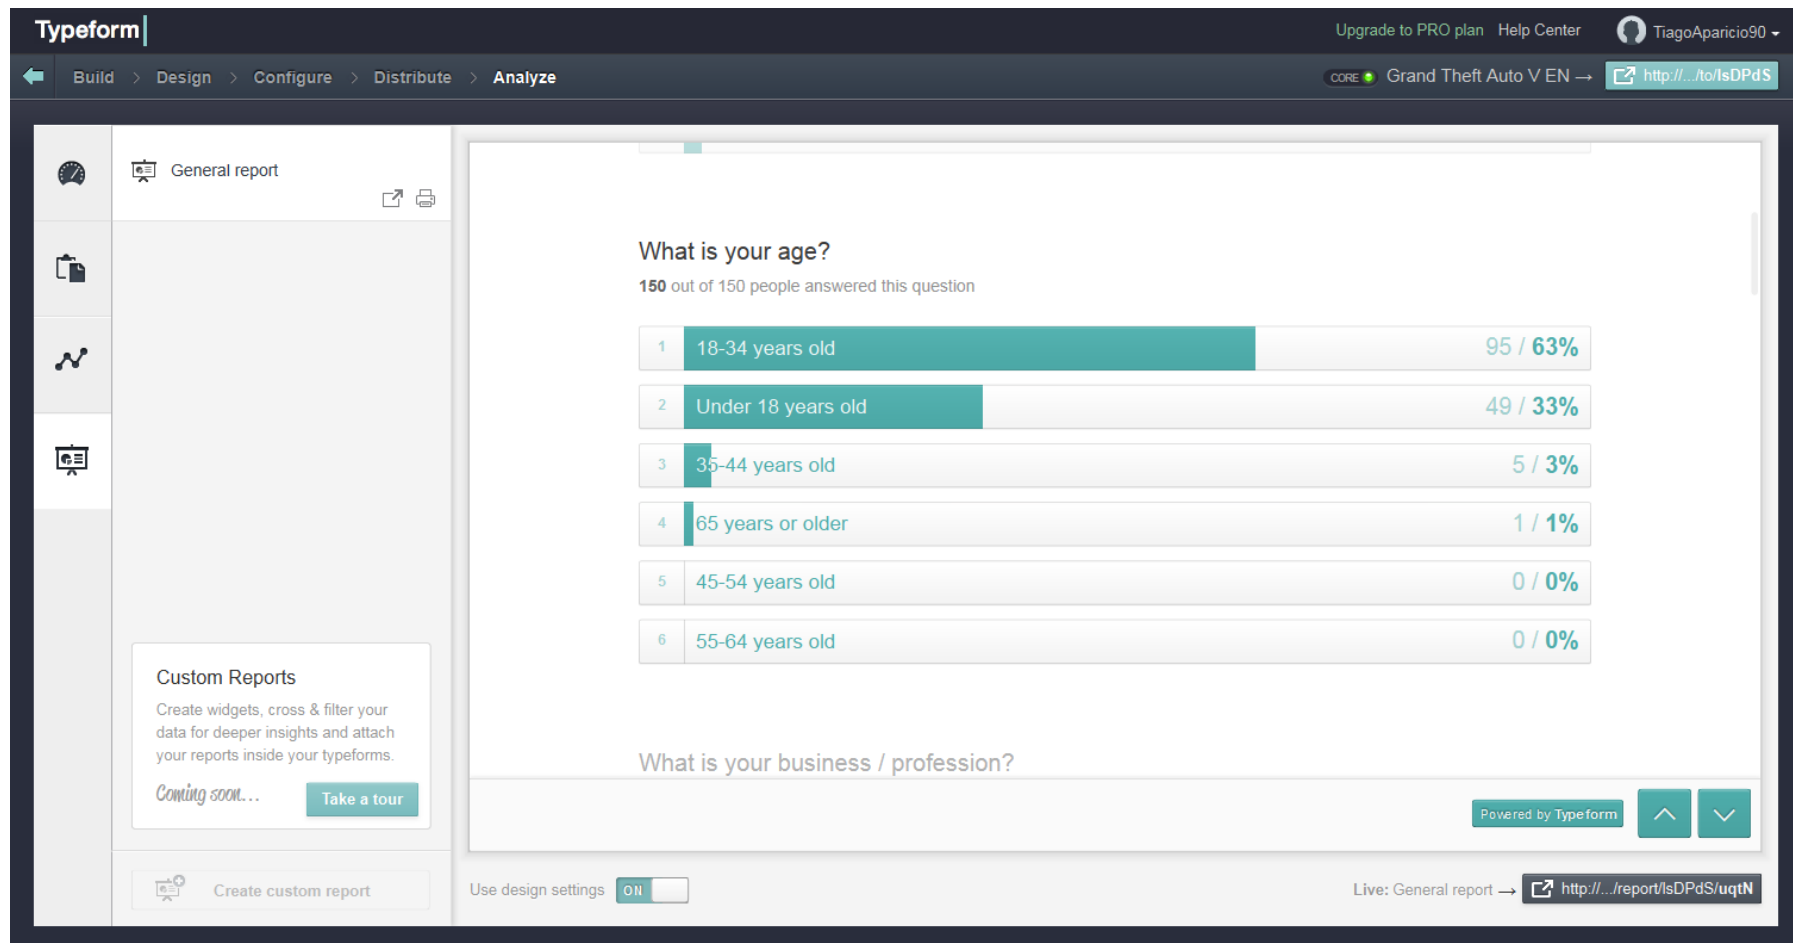 Typeform
Upgrade to PRO plan Help Center TiagoAparicio90
Build > Design > Configure > Distribute > Analyze
CORE Grand Theft Auto V EN → http://.../to/lsDPdS
General report
What is your age?
150 out of 150 people answered this question
1 18-34 years old 95 / 63%
2 Under 18 years old 49 / 33%
3 35-44 years old 5 / 3%
4 65 years or older 1 / 1%
5 45-54 years old 0 / 0%
6 55-64 years old 0 / 0%
What is your business / profession?
Custom Reports
Create widgets, cross & filter your
data for deeper insights and attach
your reports inside your typeforms.
Coming soon...
Take a tour
Powered by Typeform
Create custom report
Use design settings ON
Live: General report → http://.../report/lsDPdS/uqtN